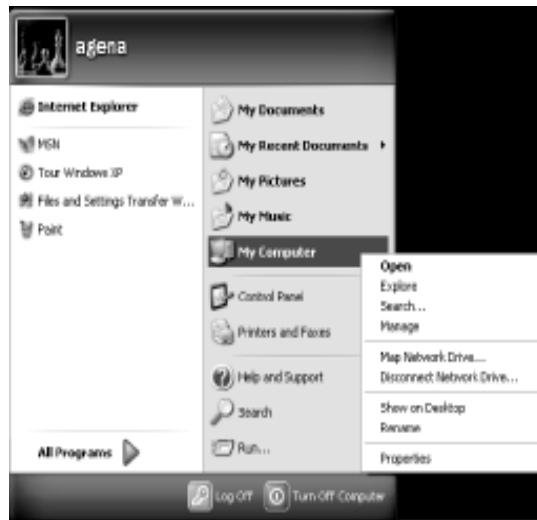 agena
Internet Explorer
MSN
Tour Windows XP
Files and Settings Transfer W...
Paint
All Programs
My Documents
My Recent Documents
My Pictures
My Music
My Computer
Control Panel
Printers and Faxes
Help and Support
Search
Run...
Open
Explore
Search...
Manage
Map Network Drive...
Disconnect Network Drive...
Show on Desktop
Rename
Properties
Log Off
Turn Off Computer